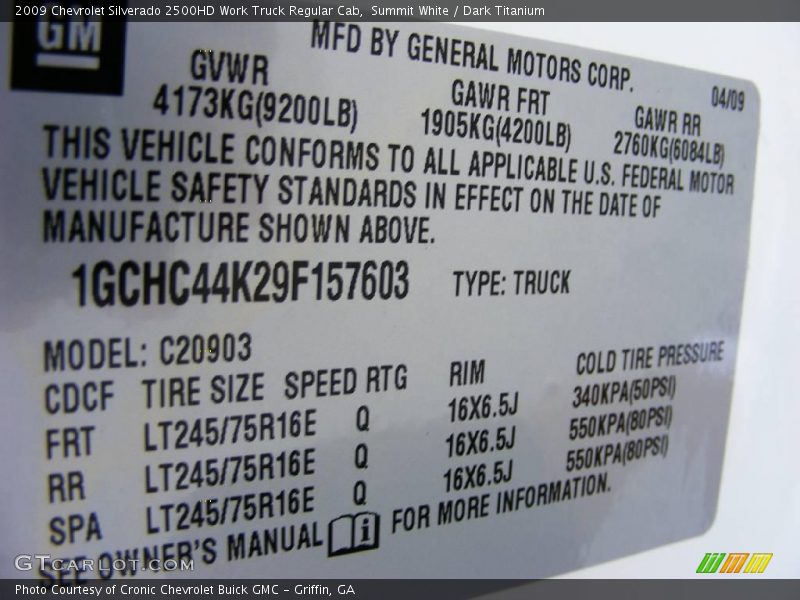 2009 Chevrolet Silverado 2500HD Work Truck Regular Cab, Summit White / Dark Titanium
GM
MFD BY GENERAL MOTORS CORP.
04/09
GVWR GAWR FRT GAWR RR
4173KG(9200LB) 1905KG(4200LB) 2760KG(6084LB)
THIS VEHICLE CONFORMS TO ALL APPLICABLE U.S. FEDERAL MOTOR
VEHICLE SAFETY STANDARDS IN EFFECT ON THE DATE OF
MANUFACTURE SHOWN ABOVE.
1GCHC44K29F157603 TYPE: TRUCK
MODEL: C20903
CDCF TIRE SIZE SPEED RTG RIM COLD TIRE PRESSURE
FRT LT245/75R16E Q 16X6.5J 340KPA(50PSI)
RR LT245/75R16E Q 16X6.5J 550KPA(80PSI)
SPA LT245/75R16E Q 16X6.5J 550KPA(80PSI)
SEE OWNER'S MANUAL i FOR MORE INFORMATION.
GTcarlot.com
Photo Courtesy of Cronic Chevrolet Buick GMC – Griffin, GA